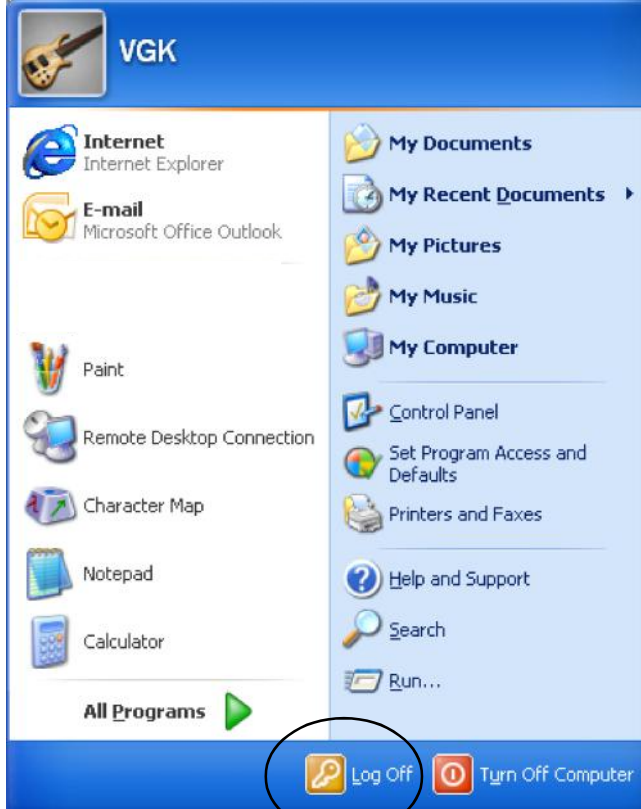 VGK
Internet
Internet Explorer
E-mail
Microsoft Office Outlook
Paint
Remote Desktop Connection
Character Map
Notepad
Calculator
All Programs
My Documents
My Recent Documents
My Pictures
My Music
My Computer
Control Panel
Set Program Access and
Defaults
Printers and Faxes
Help and Support
Search
Run...
Log Off
Turn Off Computer